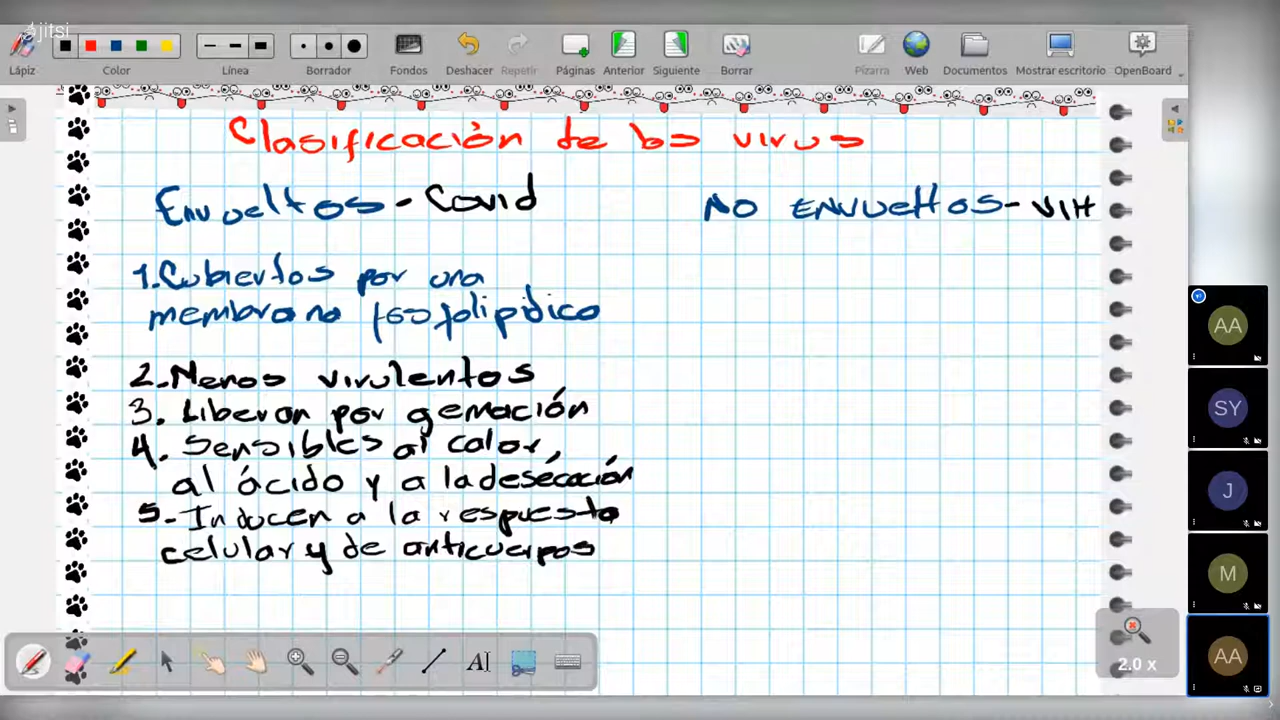 jitsi
Lápiz Color Línea Borrador Fondos Deshacer Repetir Páginas Anterior Siguiente Borrar Pizarra Web Documentos Mostrar escritorio OpenBoard
Clasificación de los virus
Envueltos - Covid
NO ENVUELTOS - VIH
1. Cubiertos por una
membrana fosfolipídica
2. Menos virulentos
3. Liberan por gemación
4. Sensibles al calor,
al ácido y a la desecación
5. Inducen a la respuesta
celular y de anticuerpos
AA
SY
J
M
AA
2.0 x